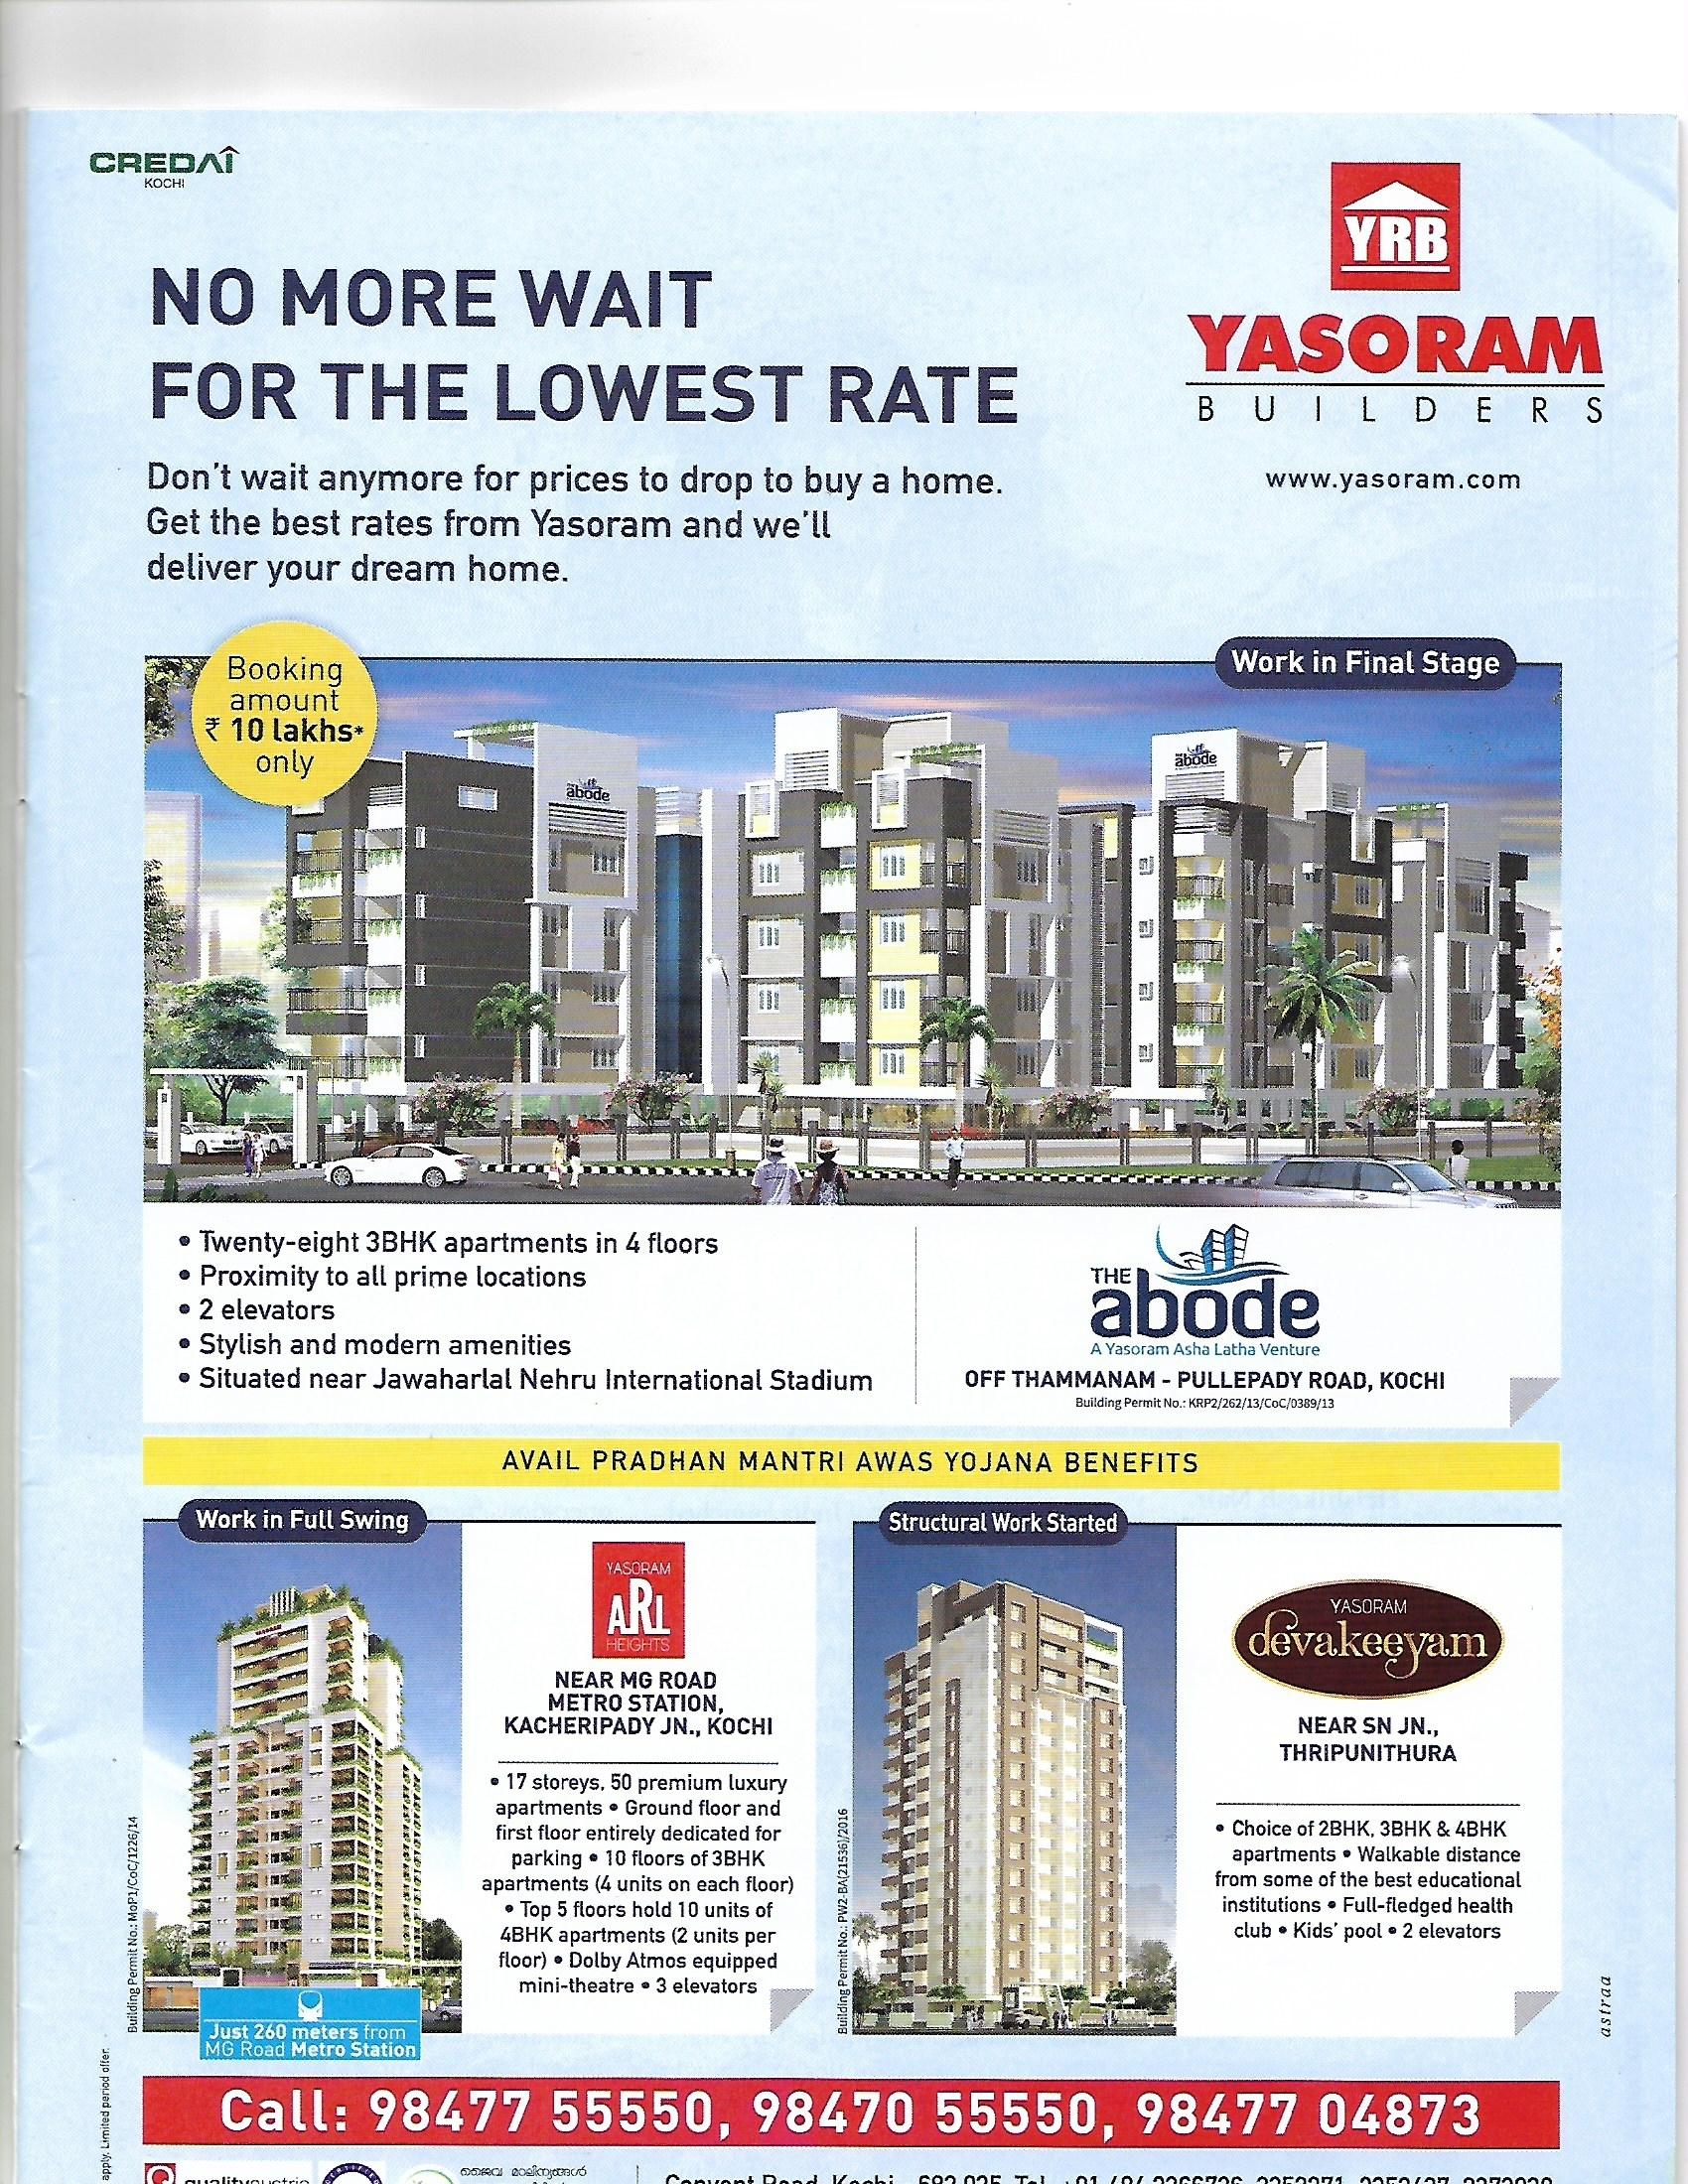 CREDAI
KOCHI
YRB
YASORAM
BUILDERS
www.yasoram.com
NO MORE WAIT
FOR THE LOWEST RATE
Don't wait anymore for prices to drop to buy a home.
Get the best rates from Yasoram and we'll
deliver your dream home.
Booking
amount
₹ 10 lakhs*
only
Work in Final Stage
THE
abode
THE
abode
• Twenty-eight 3BHK apartments in 4 floors
• Proximity to all prime locations
• 2 elevators
• Stylish and modern amenities
• Situated near Jawaharlal Nehru International Stadium
THE
abode
A Yasoram Asha Latha Venture
OFF THAMMANAM - PULLEPADY ROAD, KOCHI
Building Permit No.: KRP2/262/13/CoC/0389/13
AVAIL PRADHAN MANTRI AWAS YOJANA BENEFITS
Work in Full Swing
YASORAM
ARL
HEIGHTS
NEAR MG ROAD
METRO STATION,
KACHERIPADY JN., KOCHI
• 17 storeys, 50 premium luxury
apartments • Ground floor and
first floor entirely dedicated for
parking • 10 floors of 3BHK
apartments (4 units on each floor)
• Top 5 floors hold 10 units of
4BHK apartments (2 units per
floor) • Dolby Atmos equipped
mini-theatre • 3 elevators
Just 260 meters from
MG Road Metro Station
Building Permit No.: MoP1/CoC/1226/14
Structural Work Started
YASORAM
devakeeyam
NEAR SN JN.,
THRIPUNITHURA
• Choice of 2BHK, 3BHK & 4BHK
apartments • Walkable distance
from some of the best educational
institutions • Full-fledged health
club • Kids' pool • 2 elevators
Building Permit No.: PW2-BA(21536)/2016
astraa
apply. Limited period offer.
Call: 98477 55550, 98470 55550, 98477 04873
qualityaustria
ജൈവ മാലിന്യങ്ങൾ
Convent Road, Kochi - 682 035, Tel